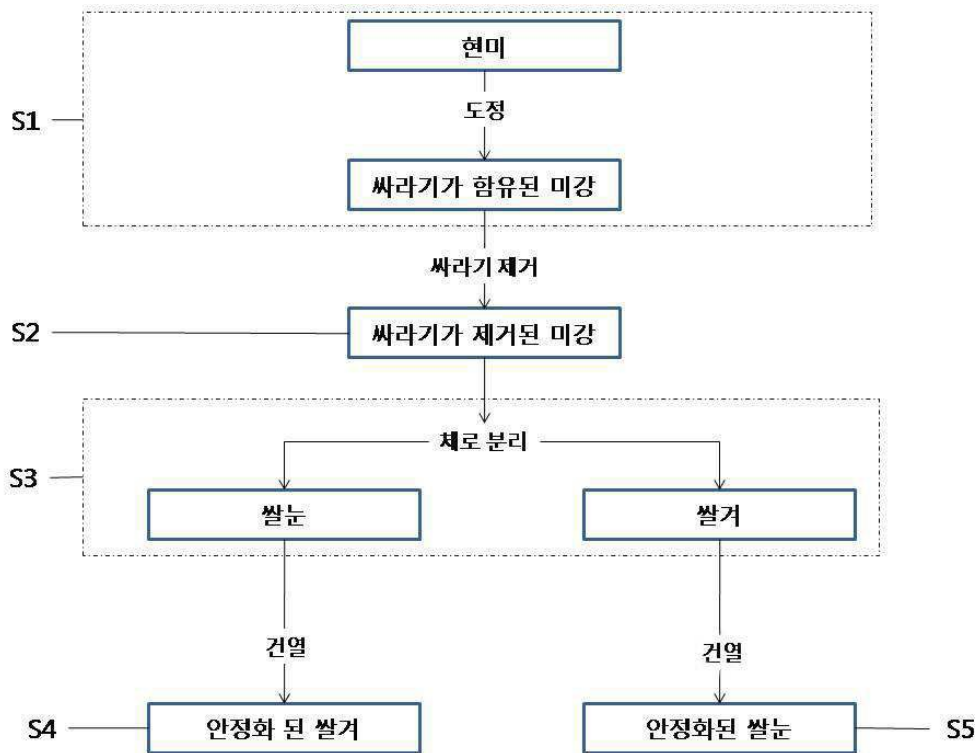 현미
S1
도정
싸라기가 함유된 미강
싸라기 제거
S2
싸라기가 제거된 미강
체로 분리
S3
쌀눈
쌀겨
건열
건열
S4
안정화 된 쌀겨
안정화된 쌀눈
S5